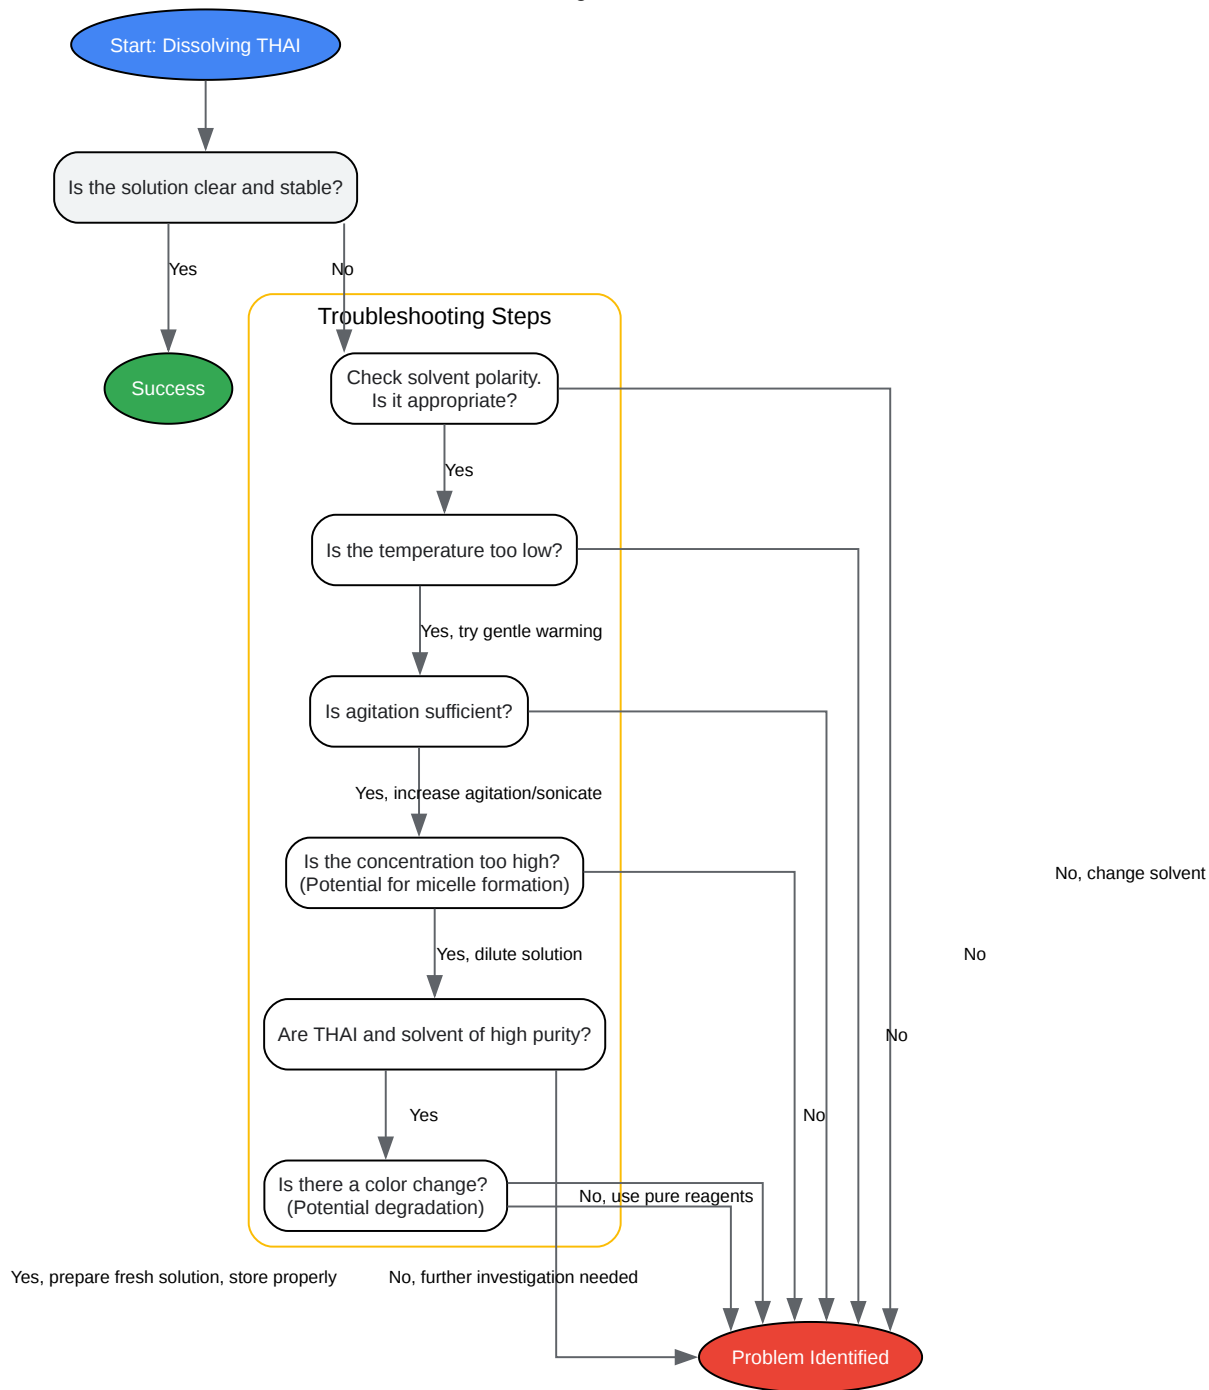 Start: Dissolving THAI
Is the solution clear and stable?
Yes
No
Troubleshooting Steps
Success
Check solvent polarity.
Is it appropriate?
Yes
Is the temperature too low?
Yes, try gentle warming
Is agitation sufficient?
Yes, increase agitation/sonicate
Is the concentration too high?
(Potential for micelle formation)
No, change solvent
Yes, dilute solution
No
Are THAI and solvent of high purity?
No
Yes
No
Is there a color change?
(Potential degradation)
No, use pure reagents
Yes, prepare fresh solution, store properly
No, further investigation needed
Problem Identified